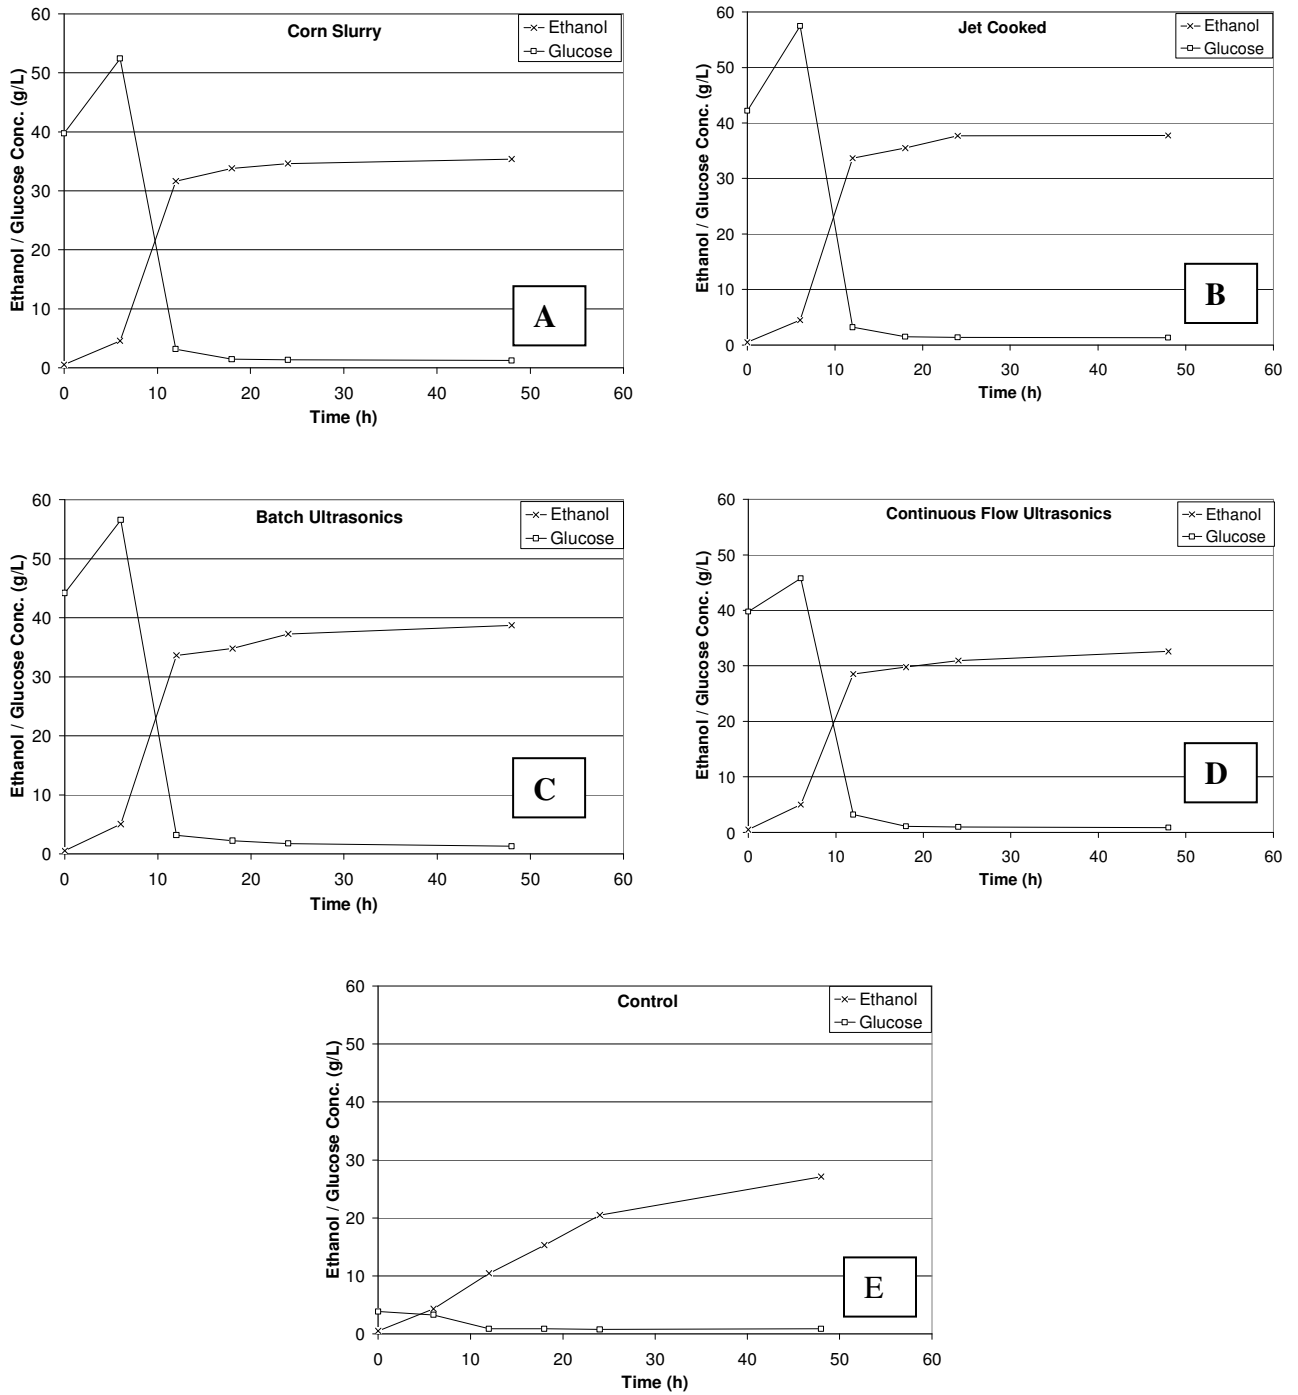 Corn Slurry
Ethanol
Glucose
Ethanol / Glucose Conc. (g/L)
60
50
40
30
20
10
0
0 10 20 30 40 50 60
Time (h)
A
Jet Cooked
Ethanol
Glucose
Ethanol / Glucose Conc. (g/L)
60
50
40
30
20
10
0
0 10 20 30 40 50 60
Time (h)
B
Batch Ultrasonics
Ethanol
Glucose
Ethanol / Glucose Conc. (g/L)
60
50
40
30
20
10
0
0 10 20 30 40 50 60
Time (h)
C
Continuous Flow Ultrasonics
Ethanol
Glucose
Ethanol / Glucose Conc. (g/L)
60
50
40
30
20
10
0
0 10 20 30 40 50 60
Time (h)
D
Control
Ethanol
Glucose
Ethanol / Glucose Conc. (g/L)
60
50
40
30
20
10
0
0 10 20 30 40 50 60
Time (h)
E